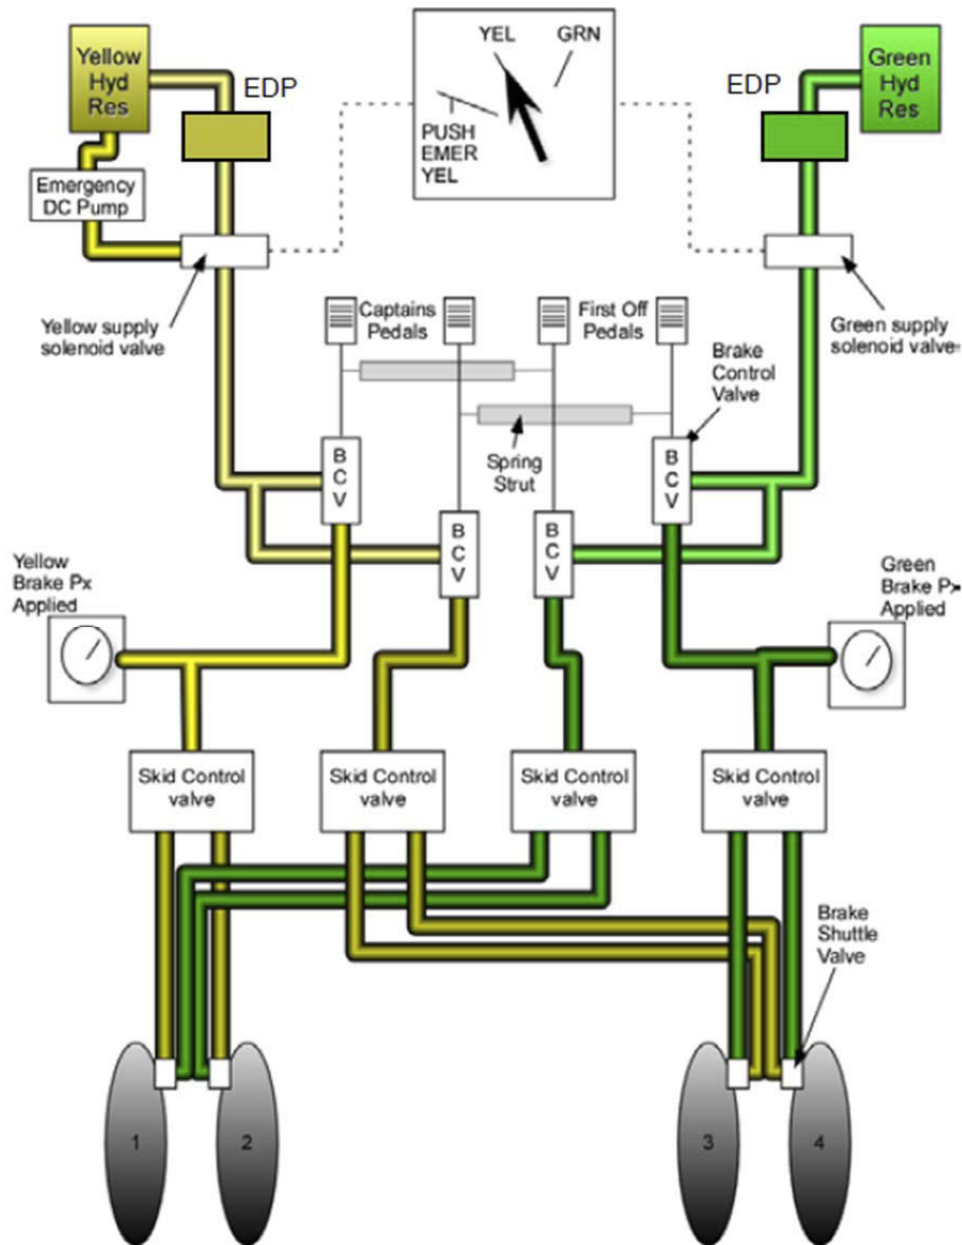 Yellow
Hyd
Res
EDP
YEL
GRN
PUSH
EMER
YEL
EDP
Green
Hyd
Res
Emergency
DC Pump
Yellow supply
solenoid valve
Captains
Pedals
First Off
Pedals
Green supply
solenoid valve
Brake
Control
Valve
Spring
Strut
B
C
V
B
C
V
B
C
V
B
C
V
Yellow
Brake Px
Applied
Green
Brake Px
Applied
Skid Control
valve
Skid Control
valve
Skid Control
valve
Skid Control
valve
Brake
Shuttle
Valve
1
2
3
4